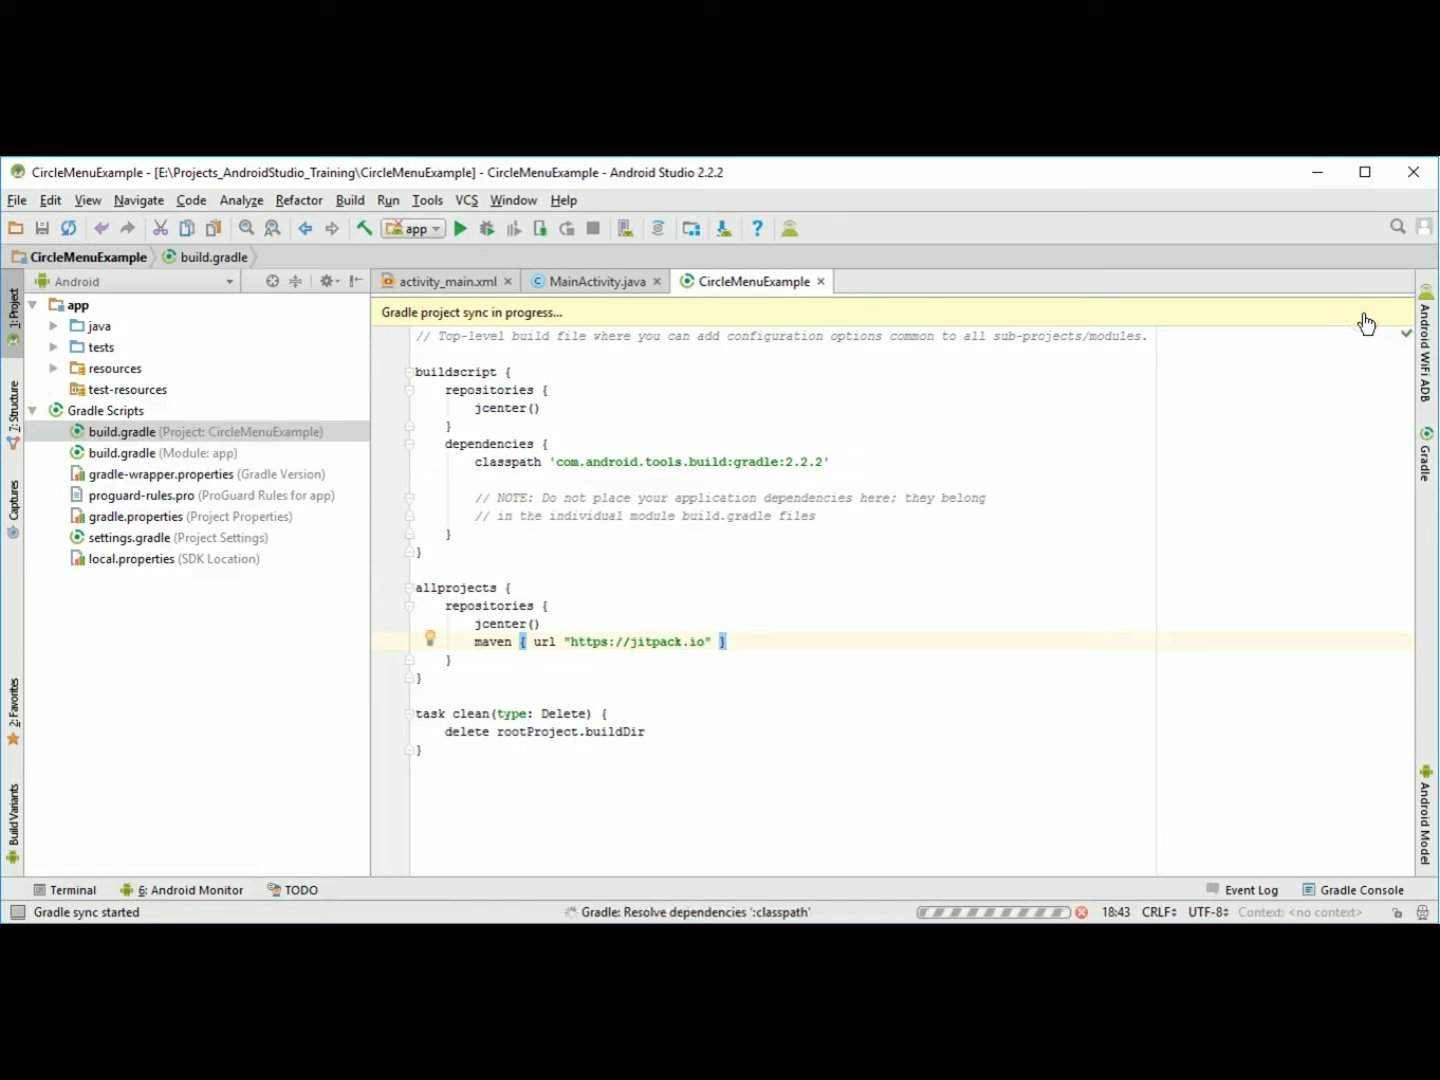 CircleMenuExample - [E:\Projects_AndroidStudio_Training\CircleMenuExample] - CircleMenuExample - Android Studio 2.2.2
File Edit View Navigate Code Analyze Refactor Build Run Tools VCS Window Help
app
CircleMenuExample build.gradle
Android
activity_main.xml MainActivity.java CircleMenuExample
Gradle project sync in progress...
app
java
tests
resources
test-resources
Gradle Scripts
build.gradle (Project: CircleMenuExample)
build.gradle (Module: app)
gradle-wrapper.properties (Gradle Version)
proguard-rules.pro (ProGuard Rules for app)
gradle.properties (Project Properties)
settings.gradle (Project Settings)
local.properties (SDK Location)
// Top-level build file where you can add configuration options common to all sub-projects/modules.
buildscript {
repositories {
jcenter()
}
dependencies {
classpath 'com.android.tools.build:gradle:2.2.2'
// NOTE: Do not place your application dependencies here; they belong
// in the individual module build.gradle files
}
}
allprojects {
repositories {
jcenter()
maven { url "https://jitpack.io" }
}
}
task clean(type: Delete) {
delete rootProject.buildDir
}
1: Project
7: Structure
Captures
2: Favorites
Build Variants
Android WiFi ADB
Gradle
Android Model
Terminal 6: Android Monitor TODO Event Log Gradle Console
Gradle sync started Gradle: Resolve dependencies ':classpath' 18:43 CRLF UTF-8 Context: <no context>